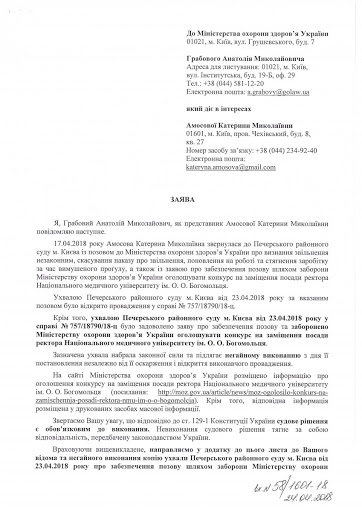 До Міністерства охорони здоров'я України
01021, м. Київ, вул. Грушевського, буд. 7
Грабового Анатолія Миколайовича
Адреса для листування: 01021, м. Київ,
вул. Інститутська, буд. 19-Б, оф. 29
Тел.: +38 (044) 581-12-20
Електронна пошта: a.grabovy@golaw.ua
який діє в інтересах
Амосової Катерини Миколаївни
01601, м. Київ, пров. Чехівський, буд. 8,
кв. 27
Номер засобу зв'язку: +38 (044) 234-92-40
Електронна пошта:
kateryna.amosova@gmail.com
ЗАЯВА
Я, Грабовий Анатолій Миколайович, як представник Амосової Катерини Миколаївни
повідомляю наступне.
17.04.2018 року Амосова Катерина Миколаївна звернулася до Печерського районного
суду м. Києва із позовом до Міністерства охорони здоров'я України про визнання звільнення
незаконним, скасування наказу про звільнення, поновлення на роботі та стягнення заробітку
за час вимушеного прогулу, а також із заявою про забезпечення позову шляхом заборони
Міністерству охорони здоров'я України оголошувати конкурс на заміщення посади ректора
Національного медичного університету ім. О. О. Богомольця.
Ухвалою Печерського районного суду м. Києва від 23.04.2018 року за вказаним
позовом було відкрито провадження у справі № 757/18790/18-ц.
Крім того, ухвалою Печерського районного суду м. Києва від 23.04.2018 року у
справі № 757/18790/18-ц було задоволено заяву про забезпечення позову та заборонено
Міністерству охорони здоров'я України оголошувати конкурс на заміщення посади
ректора Національного медичного університету ім. О. О. Богомольця.
Зазначена ухвала набрала законної сили та підлягає негайному виконанню з дня її
постановлення незалежно від її оскарження і відкриття виконавчого провадження.
На сайті Міністерства охорони здоров'я України розміщено інформацію про
оголошення конкурсу на заміщення посади ректора Національного медичного університету
ім. О. О. Богомольця (посилання: http://moz.gov.ua/article/news/moz-ogolosilo-konkurs-na-
zamischennja-posadi-rektora-nmu-im-o-o-bogomolcja). Крім того, відповідна інформація
розміщена у друкованих засобах масової інформації.
Звертаємо Вашу увагу, що відповідно до ст. 129-1 Конституції України судове рішення
є обов'язковим до виконання. Невиконання судового рішення тягне за собою
відповідальність, передбачену законодавством України.
Враховуючи вищевикладене, направляємо у додатку до цього листа до Вашого
відома та негайного виконання копію ухвали Печерського районного суду м. Києва від
23.04.2018 року про забезпечення позову шляхом заборони Міністерству охорони
58/1601-18
24.04.2018